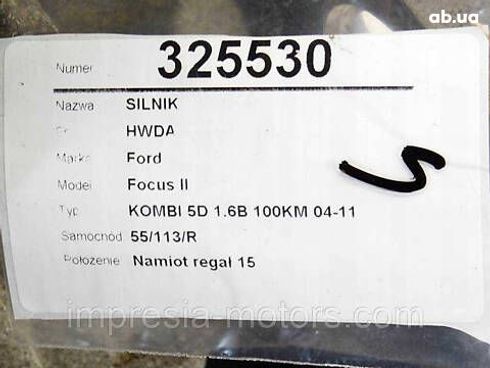 ab.ua
Numer 325530
Nazwa SILNIK
HWDA
Marka Ford
Model Focus II
Typ KOMBI 5D 1.6B 100KM 04-11
Samochód 55/113/R
Położenie Namiot regał 15
impresia-motors.com